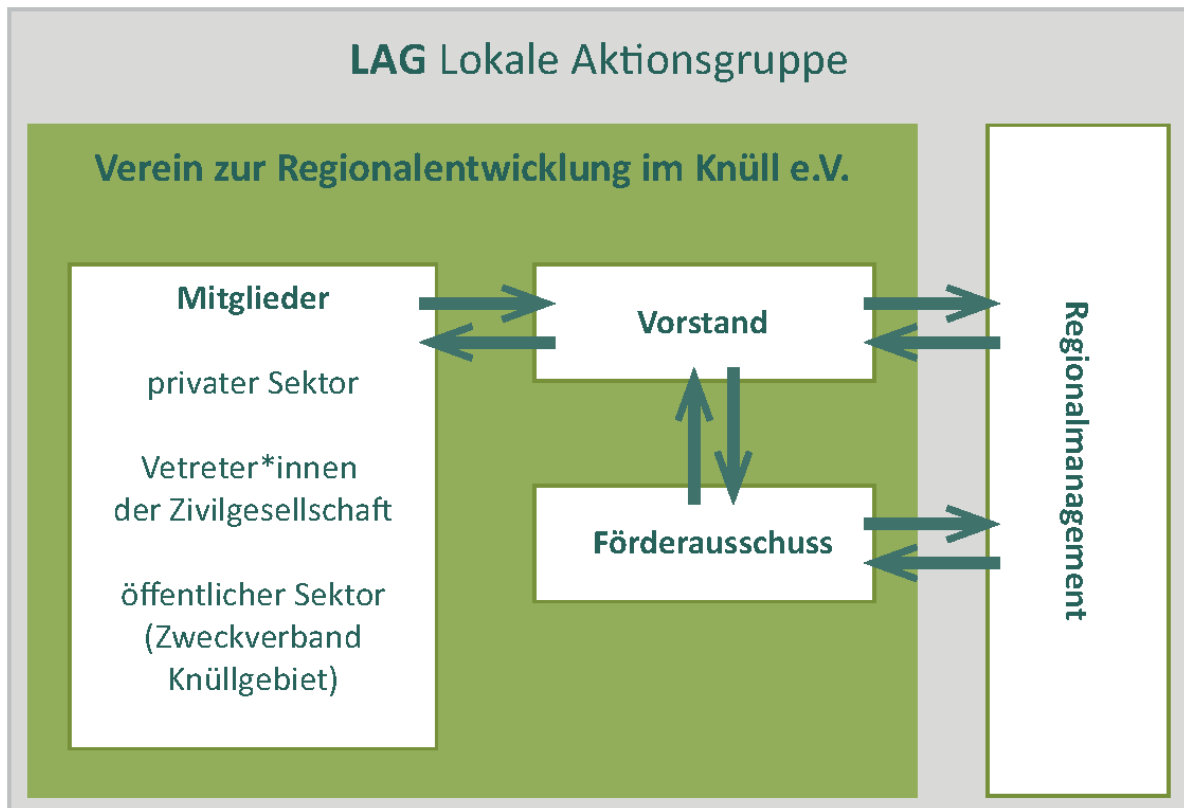 LAG Lokale Aktionsgruppe
Verein zur Regionalentwicklung im Knüll e.V.
Mitglieder
privater Sektor
Vetreter*innen
der Zivilgesellschaft
öffentlicher Sektor
(Zweckverband
Knüllgebiet)
Vorstand
Förderausschuss
Regionalmanagement